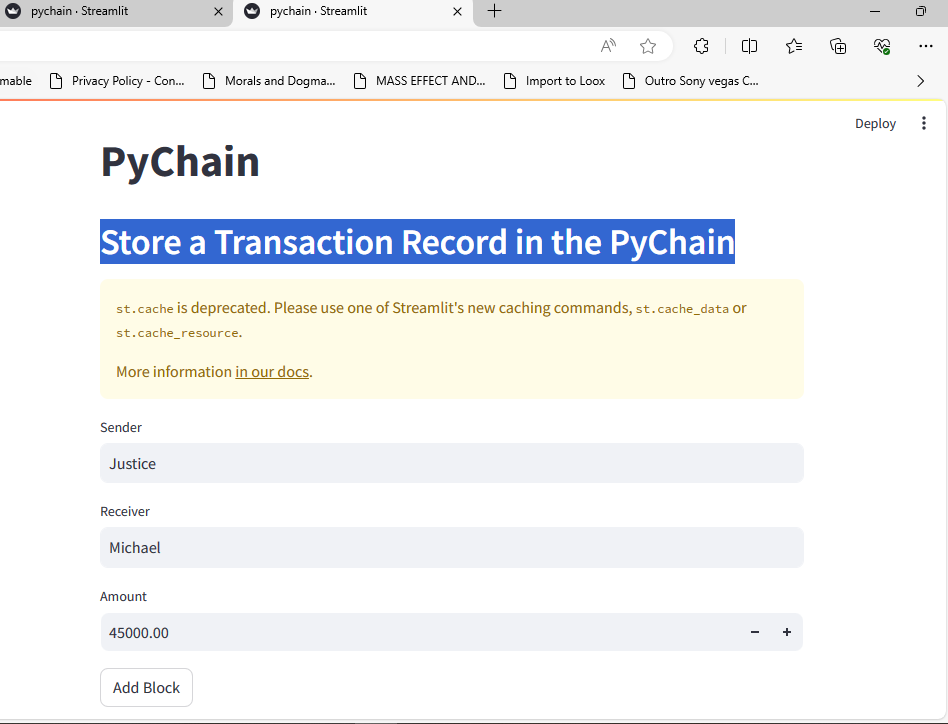 pychain · Streamlit
pychain · Streamlit
mable
Privacy Policy - Con...
Morals and Dogma...
MASS EFFECT AND...
Import to Loox
Outro Sony vegas C...
Deploy
PyChain
Store a Transaction Record in the PyChain
st.cache is deprecated. Please use one of Streamlit's new caching commands, st.cache_data or
st.cache_resource.
More information in our docs.
Sender
Justice
Receiver
Michael
Amount
45000.00
Add Block